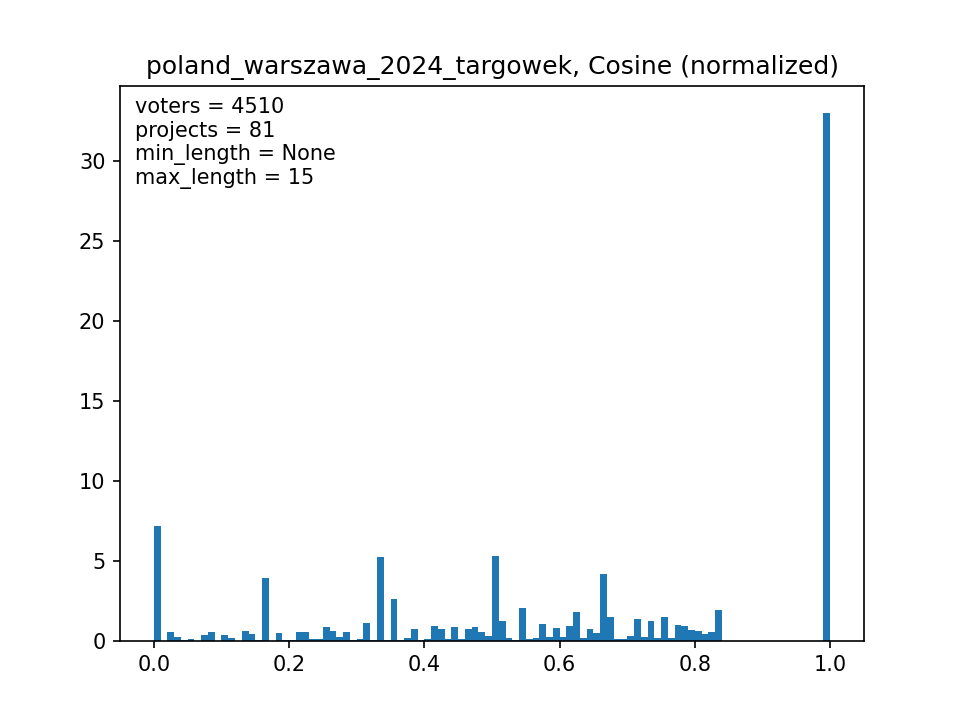 poland_warszawa_2024_targowek, Cosine (normalized)
voters = 4510
projects = 81
min_length = None
max_length = 15
30
25
20
15
10
5
0
0.0 0.2 0.4 0.6 0.8 1.0